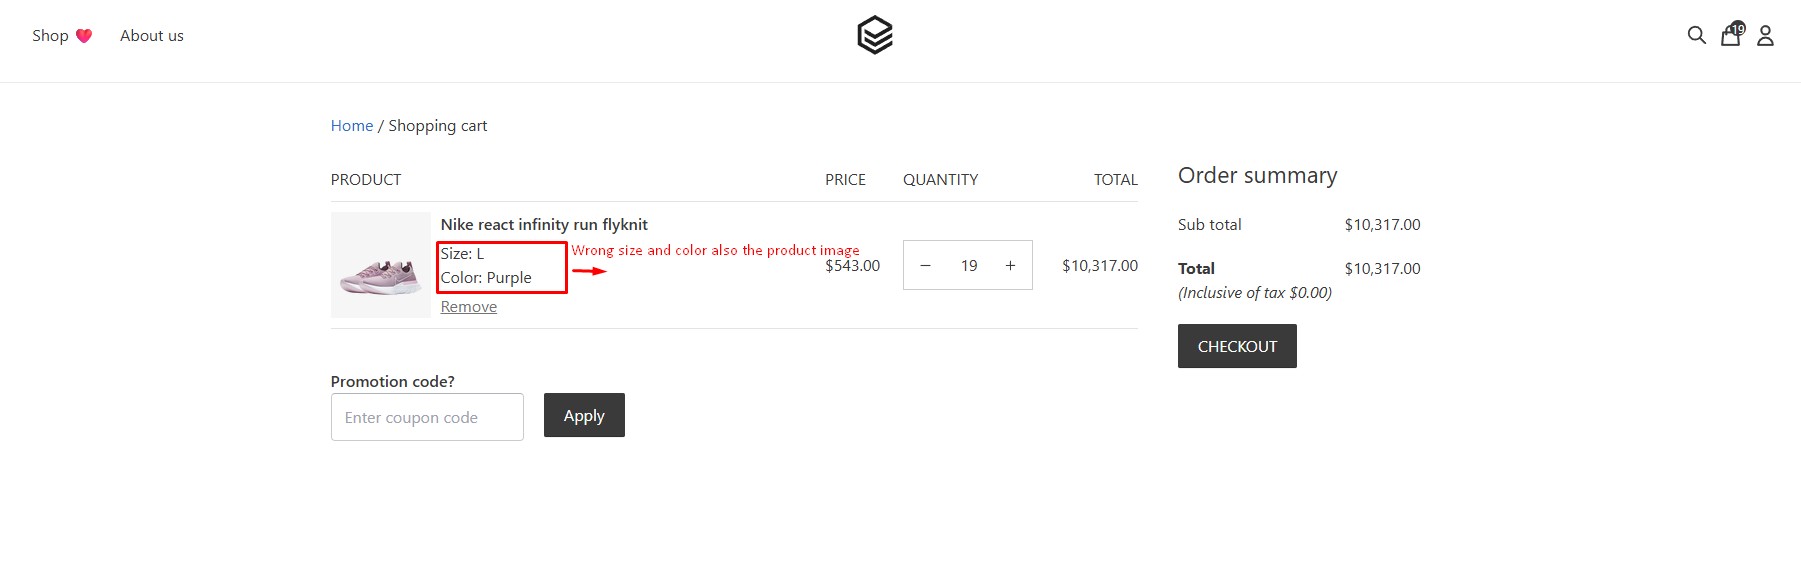 Shop About us
19
Home / Shopping cart
PRODUCT PRICE QUANTITY TOTAL
Nike react infinity run flyknit
Size: L
Color: Purple
Wrong size and color also the product image
$543.00 − 19 + $10,317.00
Remove
Promotion code?
Enter coupon code Apply
Order summary
Sub total $10,317.00
Total $10,317.00
(Inclusive of tax $0.00)
CHECKOUT